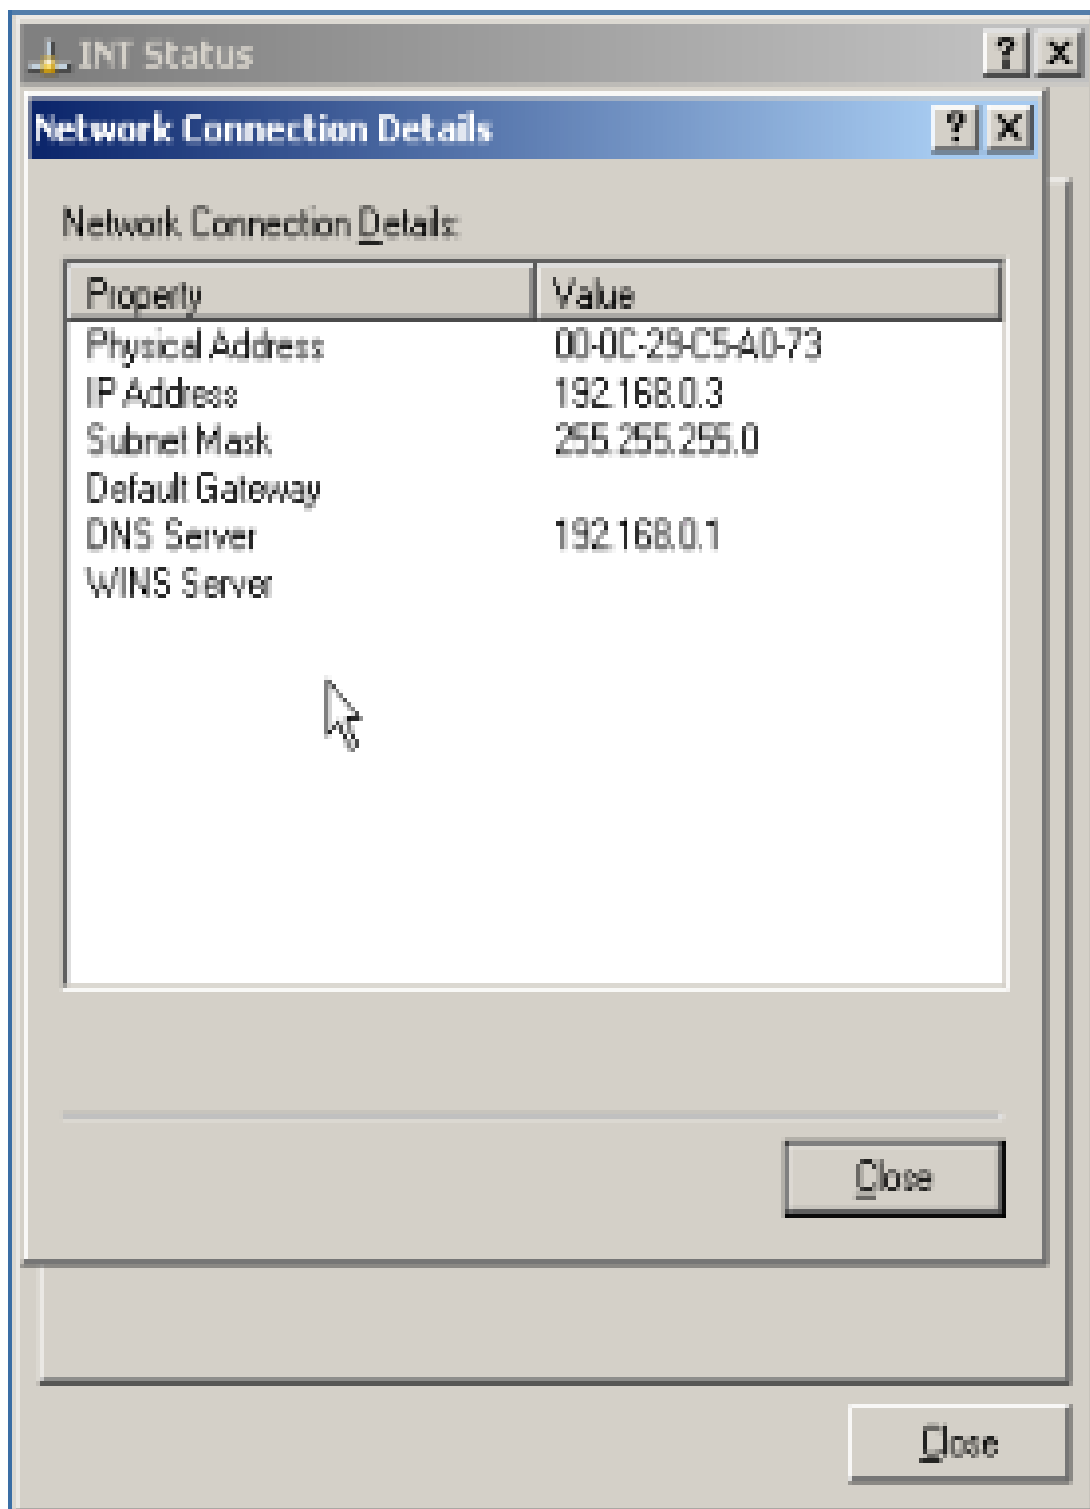 INT Status
Network Connection Details
Network Connection Details:
Property Value
Physical Address 00-0C-29-C5-A0-73
IP Address 192.168.0.3
Subnet Mask 255.255.255.0
Default Gateway
DNS Server 192.168.0.1
WINS Server
Close
Close